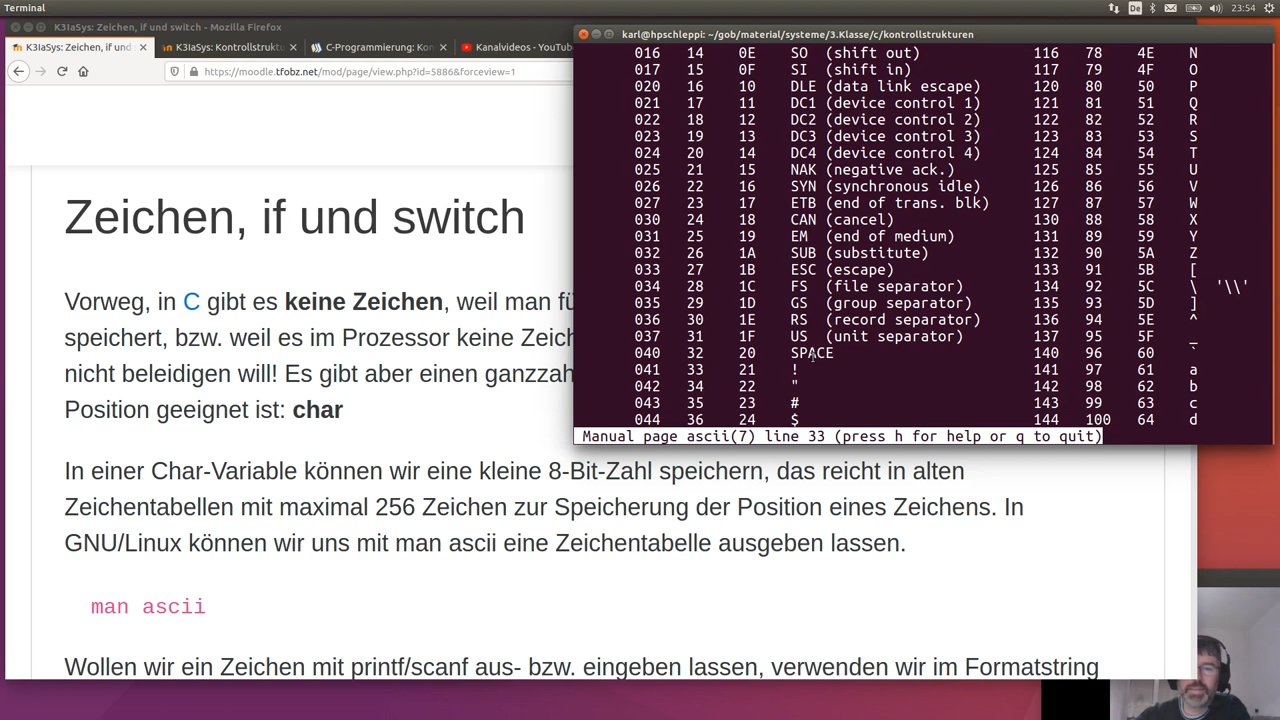 Terminal
De
23:54
K3IaSys: Zeichen, if und switch - Mozilla Firefox
K3IaSys: Zeichen, if und
K3IaSys: Kontrollstruktu
C-Programmierung: Kon
Kanalvideos - YouTube
https://moodle.tfobz.net/mod/page/view.php?id=5886&forceview=1
Zeichen, if und switch
Vorweg, in C gibt es keine Zeichen, weil man fü
speichert, bzw. weil es im Prozessor keine Zeich
nicht beleidigen will! Es gibt aber einen ganzzah
Position geeignet ist: char
In einer Char-Variable können wir eine kleine 8-Bit-Zahl speichern, das reicht in alten
Zeichentabellen mit maximal 256 Zeichen zur Speicherung der Position eines Zeichens. In
GNU/Linux können wir uns mit man ascii eine Zeichentabelle ausgeben lassen.
man ascii
Wollen wir ein Zeichen mit printf/scanf aus- bzw. eingeben lassen, verwenden wir im Formatstring
karl@hpschleppi: ~/gob/material/systeme/3.Klasse/c/kontrollstrukturen
016 14 0E SO (shift out) 116 78 4E N
017 15 0F SI (shift in) 117 79 4F O
020 16 10 DLE (data link escape) 120 80 50 P
021 17 11 DC1 (device control 1) 121 81 51 Q
022 18 12 DC2 (device control 2) 122 82 52 R
023 19 13 DC3 (device control 3) 123 83 53 S
024 20 14 DC4 (device control 4) 124 84 54 T
025 21 15 NAK (negative ack.) 125 85 55 U
026 22 16 SYN (synchronous idle) 126 86 56 V
027 23 17 ETB (end of trans. blk) 127 87 57 W
030 24 18 CAN (cancel) 130 88 58 X
031 25 19 EM (end of medium) 131 89 59 Y
032 26 1A SUB (substitute) 132 90 5A Z
033 27 1B ESC (escape) 133 91 5B [
034 28 1C FS (file separator) 134 92 5C \ '\\'
035 29 1D GS (group separator) 135 93 5D ]
036 30 1E RS (record separator) 136 94 5E ^
037 31 1F US (unit separator) 137 95 5F _
040 32 20 SPACE 140 96 60 `
041 33 21 ! 141 97 61 a
042 34 22 " 142 98 62 b
043 35 23 # 143 99 63 c
044 36 24 $ 144 100 64 d
Manual page ascii(7) line 33 (press h for help or q to quit)